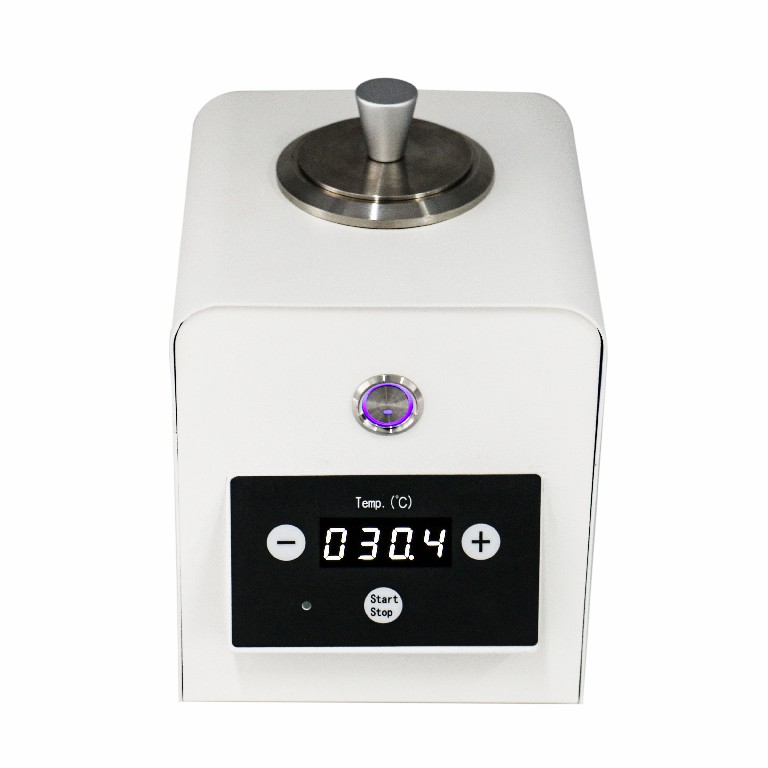 Temp. (℃)
− 030.4 +
Start
Stop